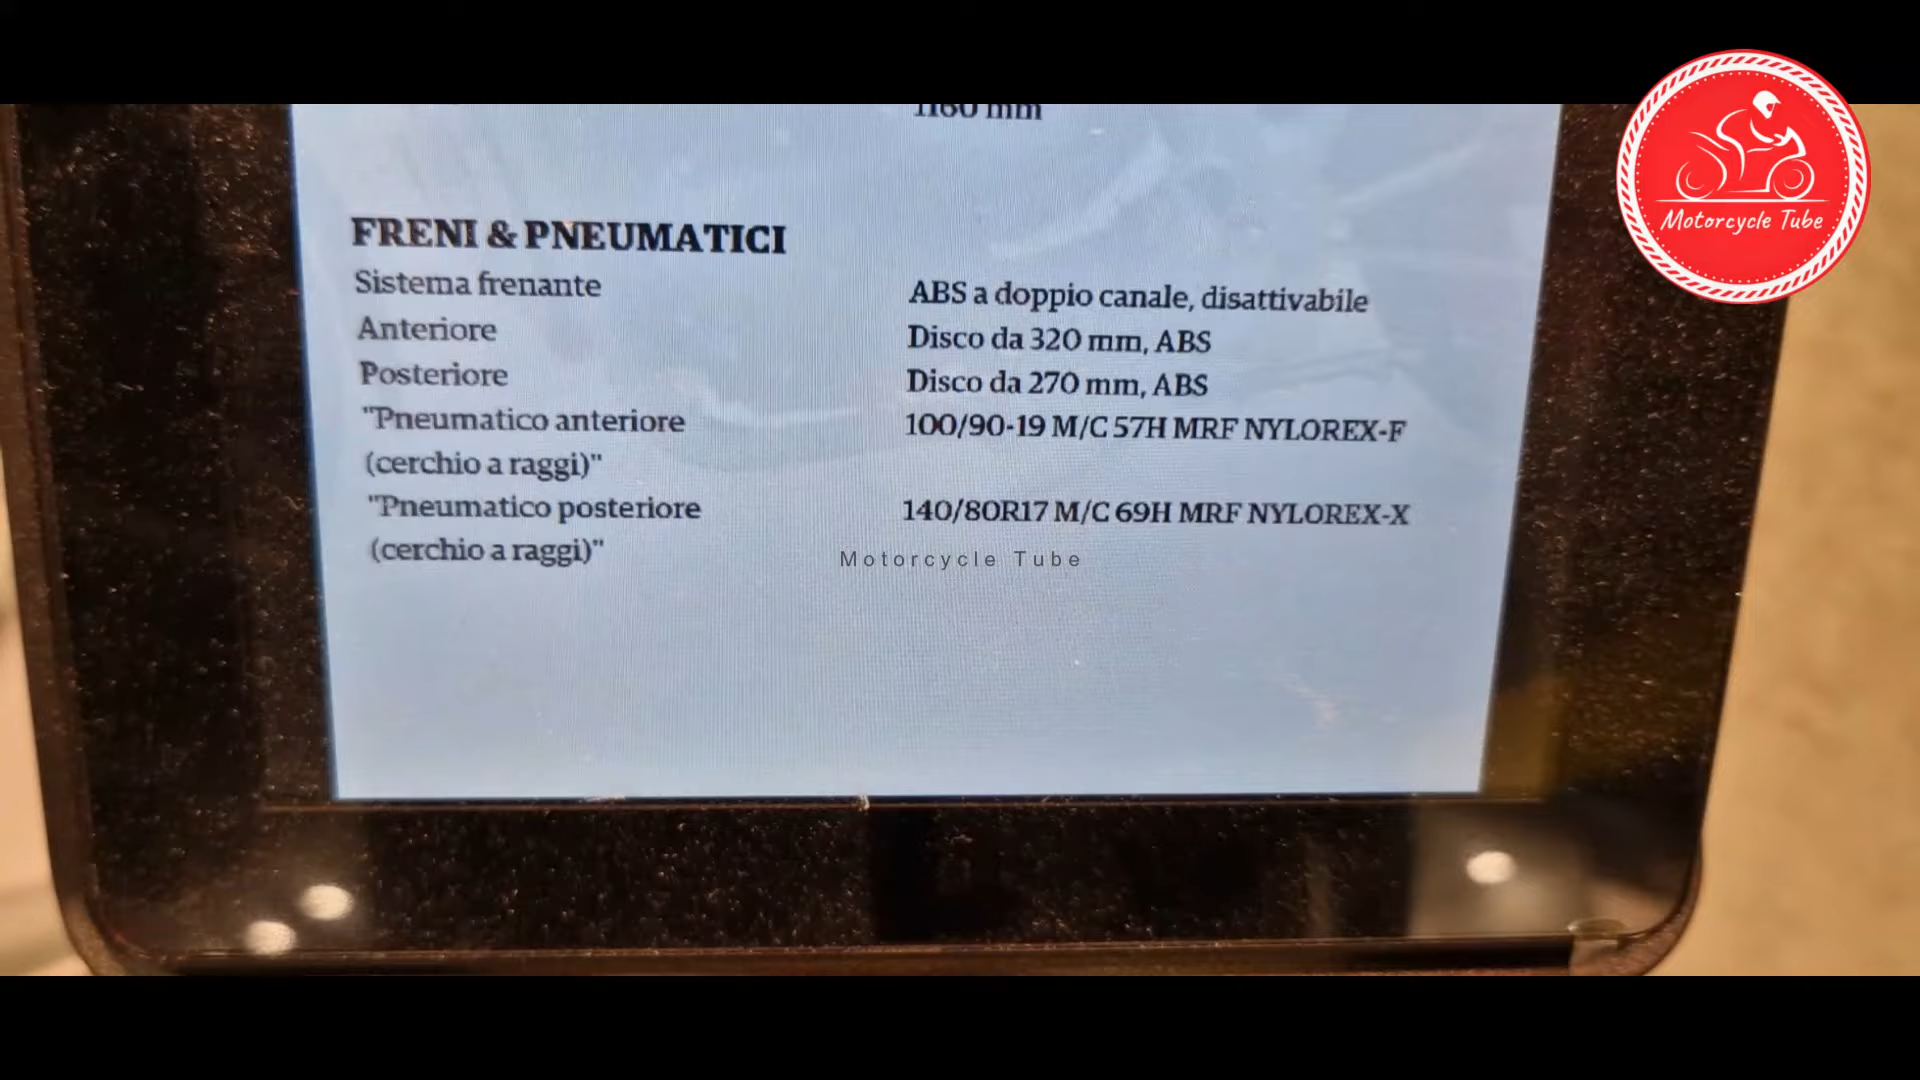 1160 mm
Motorcycle Tube
FRENI & PNEUMATICI
Sistema frenante ABS a doppio canale, disattivabile
Anteriore Disco da 320 mm, ABS
Posteriore Disco da 270 mm, ABS
"Pneumatico anteriore 100/90-19 M/C 57H MRF NYLOREX-F
(cerchio a raggi)"
"Pneumatico posteriore 140/80R17 M/C 69H MRF NYLOREX-X
(cerchio a raggi)"
Motorcycle Tube